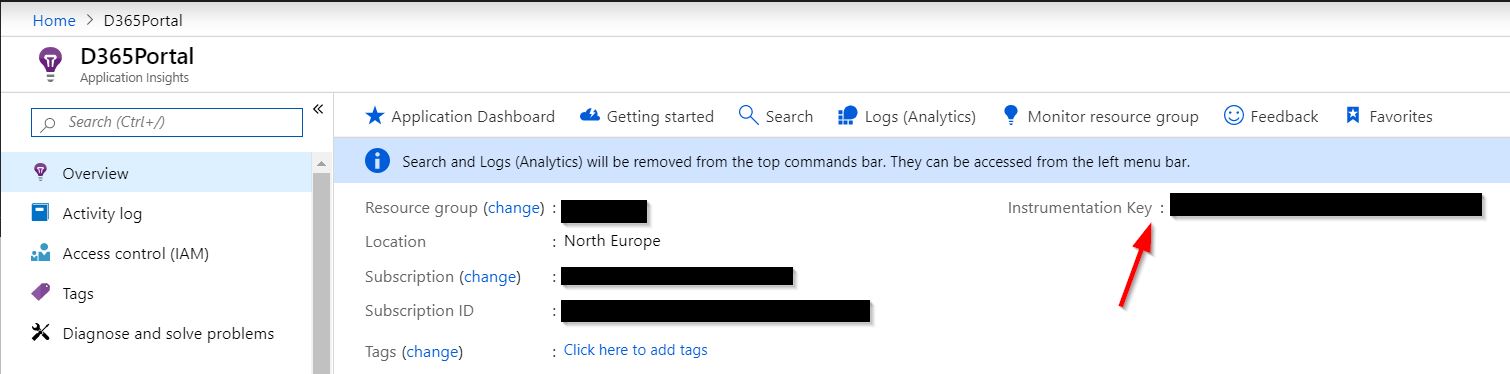 Home > D365Portal
D365Portal
Application Insights
Search (Ctrl+/)
«
Overview
Activity log
Access control (IAM)
Tags
Diagnose and solve problems
Application Dashboard Getting started Search Logs (Analytics) Monitor resource group Feedback Favorites
Search and Logs (Analytics) will be removed from the top commands bar. They can be accessed from the left menu bar.
Resource group (change) :
Location : North Europe
Subscription (change) :
Subscription ID :
Tags (change) : Click here to add tags
Instrumentation Key :